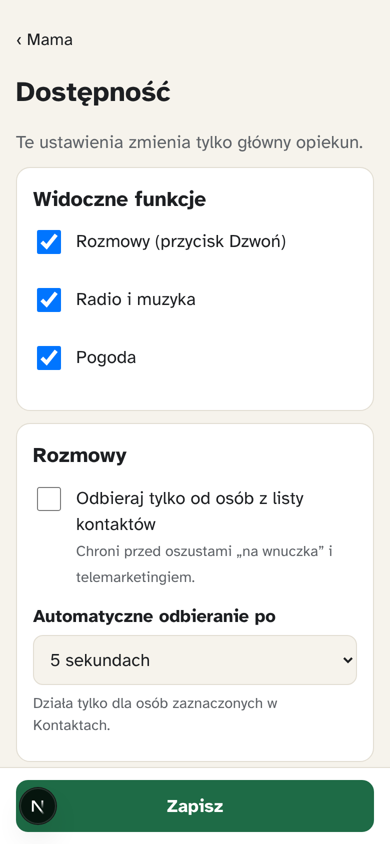 ‹ Mama
Dostępność
Te ustawienia zmienia tylko główny opiekun.
Widoczne funkcje
Rozmowy (przycisk Dzwoń)
Radio i muzyka
Pogoda
Rozmowy
Odbieraj tylko od osób z listy
kontaktów
Chroni przed oszustami „na wnuczka” i
telemarketingiem.
Automatyczne odbieranie po
5 sekundach
Działa tylko dla osób zaznaczonych w
Kontaktach.
N
Zapisz